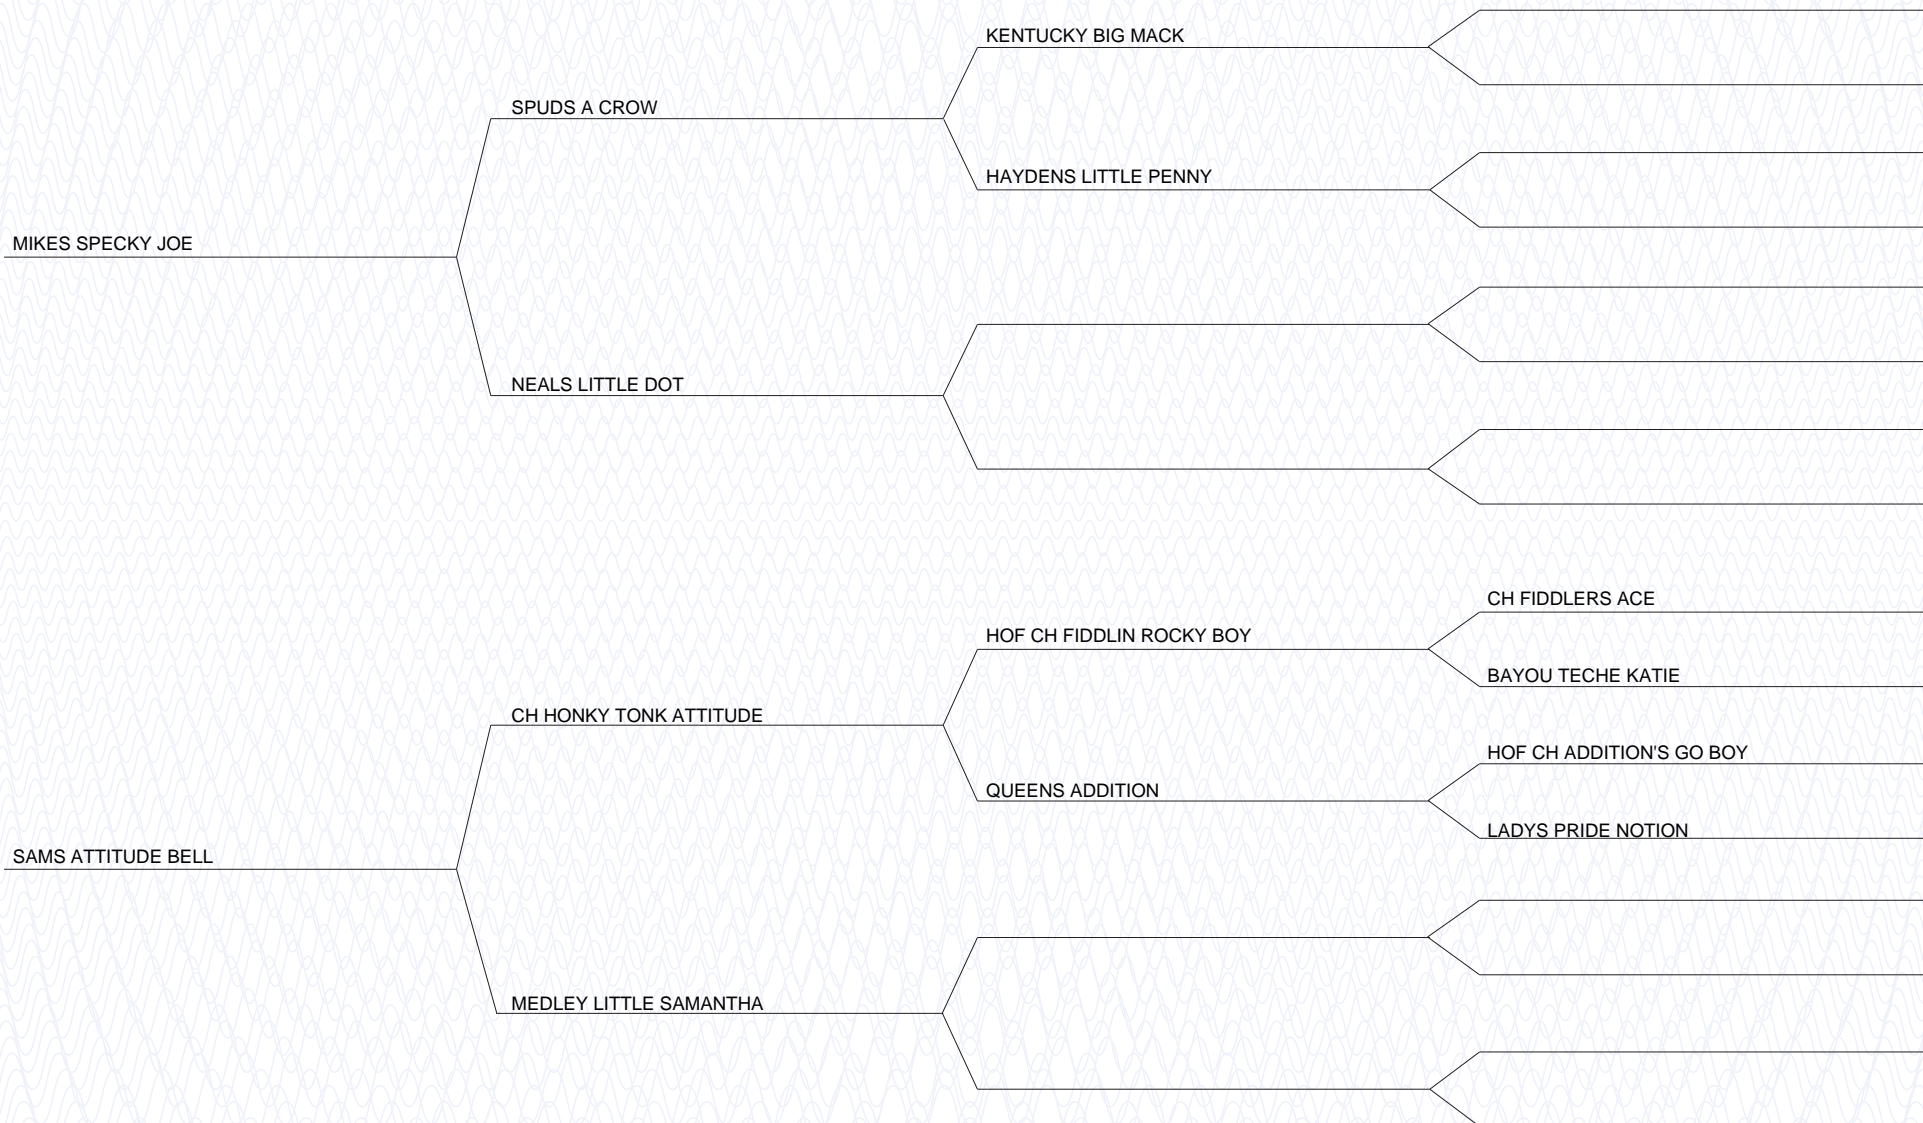 KENTUCKY BIG MACK
SPUDS A CROW
HAYDENS LITTLE PENNY
MIKES SPECKY JOE
NEALS LITTLE DOT
CH FIDDLERS ACE
HOF CH FIDDLIN ROCKY BOY
BAYOU TECHE KATIE
CH HONKY TONK ATTITUDE
HOF CH ADDITION'S GO BOY
QUEENS ADDITION
LADYS PRIDE NOTION
SAMS ATTITUDE BELL
MEDLEY LITTLE SAMANTHA